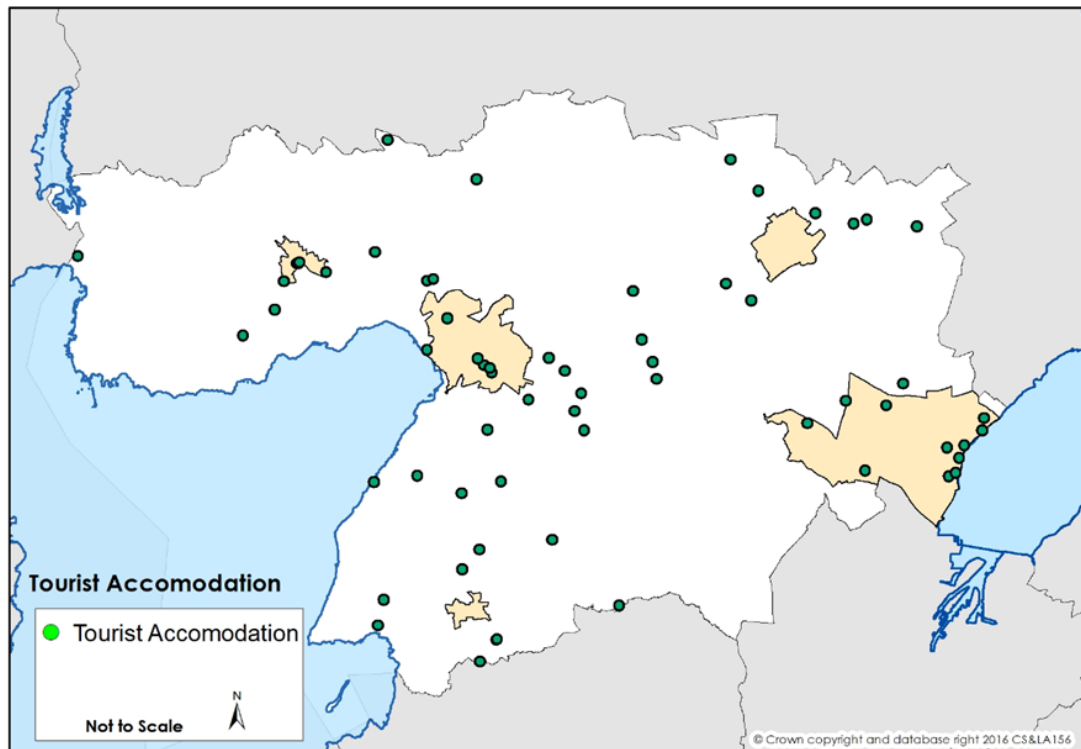 Tourist Accomodation
Tourist Accomodation
N
Not to Scale
© Crown copyright and database right 2016 CS&LA156